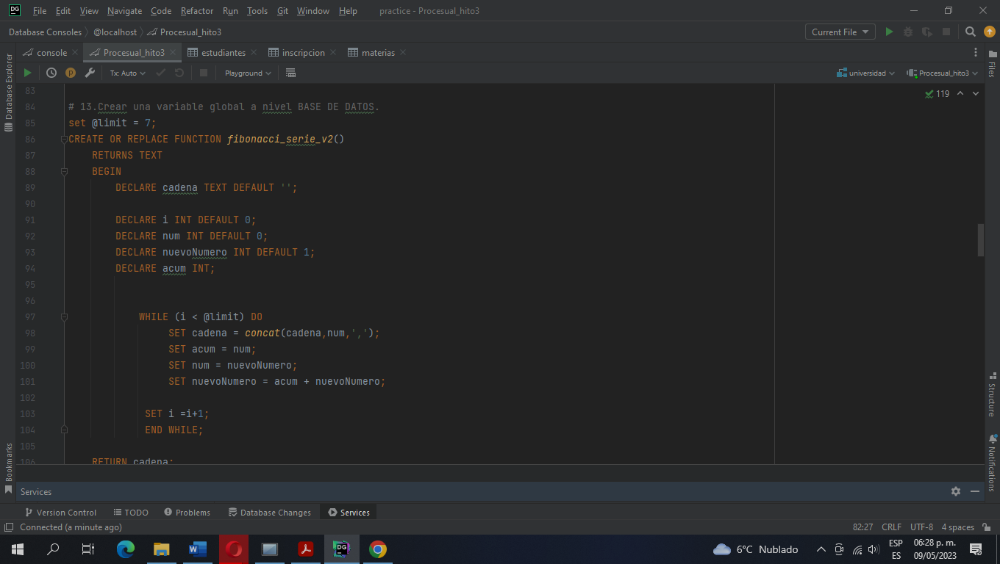 DG File Edit View Navigate Code Refactor Run Tools Git Window Help practice - Procesual_hito3
Database Consoles @localhost Procesual_hito3 Current File
console Procesual_hito3 estudiantes inscripcion materias
p Tx: Auto Playground universidad Procesual_hito3
Database Explorer
Files
119
83
84 # 13.Crear una variable global a nivel BASE DE DATOS.
85 set @limit = 7;
86 CREATE OR REPLACE FUNCTION fibonacci_serie_v2()
87 RETURNS TEXT
88 BEGIN
89 DECLARE cadena TEXT DEFAULT '';
90
91 DECLARE i INT DEFAULT 0;
92 DECLARE num INT DEFAULT 0;
93 DECLARE nuevoNumero INT DEFAULT 1;
94 DECLARE acum INT;
95
96
97 WHILE (i < @limit) DO
98 SET cadena = concat(cadena,num,',');
99 SET acum = num;
100 SET num = nuevoNumero;
101 SET nuevoNumero = acum + nuevoNumero;
102
103 SET i =i+1;
104 END WHILE;
105
106 RETURN cadena;
Structure
Bookmarks
Notifications
Services
Version Control TODO Problems Database Changes Services
Connected (a minute ago) 82:27 CRLF UTF-8 4 spaces
W DG 6°C Nublado ESP 06:28 p. m.
ES 09/05/2023